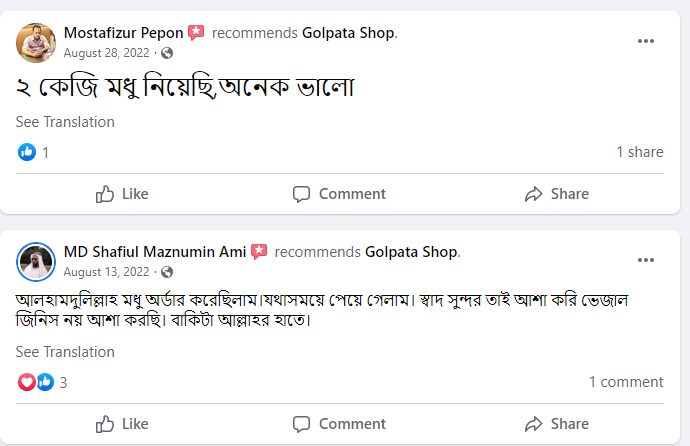 Mostafizur Pepon recommends Golpata Shop.
August 28, 2022 ·
২ কেজি মধু নিয়েছি,অনেক ভালো
See Translation
1 1 share
Like Comment Share
MD Shafiul Maznumin Ami recommends Golpata Shop.
August 13, 2022 ·
আলহামদুলিল্লাহ মধু অর্ডার করেছিলাম।যথাসময়ে পেয়ে গেলাম। স্বাদ সুন্দর তাই আশা করি ভেজাল
জিনিস নয় আশা করছি। বাকিটা আল্লাহর হাতে।
See Translation
3 1 comment
Like Comment Share